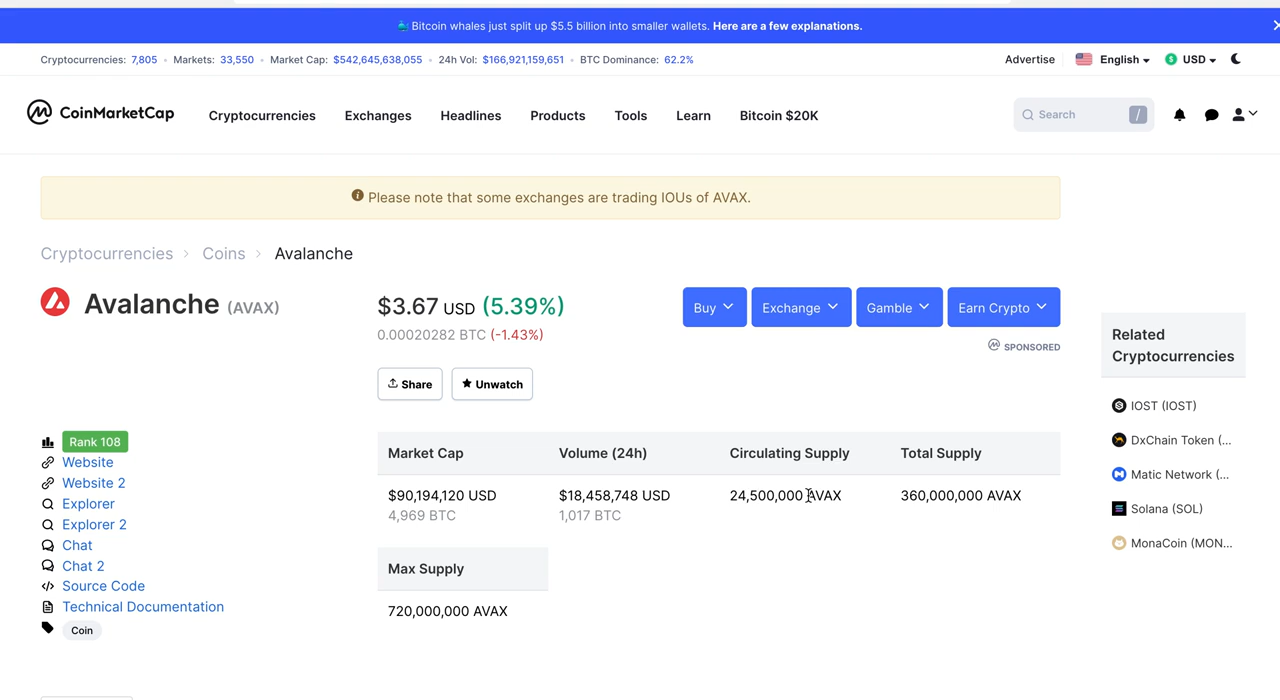 Bitcoin whales just split up $5.5 billion into smaller wallets. Here are a few explanations.
Cryptocurrencies: 7,805 • Markets: 33,550 • Market Cap: $542,645,638,055 • 24h Vol: $166,921,159,651 • BTC Dominance: 62.2%
Advertise English USD
CoinMarketCap Cryptocurrencies Exchanges Headlines Products Tools Learn Bitcoin $20K Search /
Please note that some exchanges are trading IOUs of AVAX.
Cryptocurrencies > Coins > Avalanche
Avalanche (AVAX)
$3.67 USD (5.39%)
0.00020282 BTC (-1.43%)
Buy Exchange Gamble Earn Crypto
SPONSORED
Share Unwatch
Rank 108
Website
Website 2
Explorer
Explorer 2
Chat
Chat 2
Source Code
Technical Documentation
Coin
Market Cap Volume (24h) Circulating Supply Total Supply
$90,194,120 USD $18,458,748 USD 24,500,000 AVAX 360,000,000 AVAX
4,969 BTC 1,017 BTC
Max Supply
720,000,000 AVAX
Related
Cryptocurrencies
IOST (IOST)
DxChain Token (...
Matic Network (...
Solana (SOL)
MonaCoin (MON...